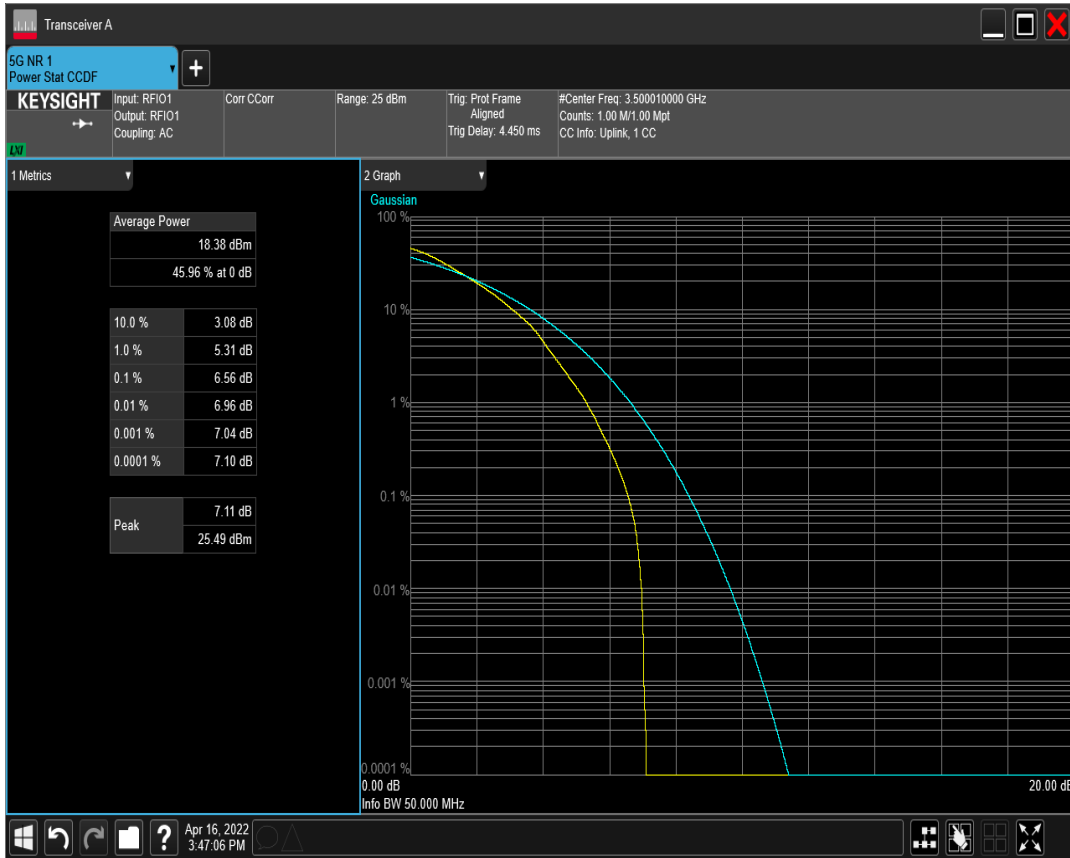 Transceiver A
5G NR 1
Power Stat CCDF
KEYSIGHT
LXI
Input: RFIO1
Output: RFIO1
Coupling: AC
Corr CCorr
Range: 25 dBm
Trig: Prot Frame
Aligned
Trig Delay: 4.450 ms
#Center Freq: 3.500010000 GHz
Counts: 1.00 M/1.00 Mpt
CC Info: Uplink, 1 CC
1 Metrics
Average Power
18.38 dBm
45.96 % at 0 dB
10.0 % 3.08 dB
1.0 % 5.31 dB
0.1 % 6.56 dB
0.01 % 6.96 dB
0.001 % 7.04 dB
0.0001 % 7.10 dB
Peak
7.11 dB
25.49 dBm
2 Graph
Gaussian
100 %
10 %
1 %
0.1 %
0.01 %
0.001 %
0.0001 %
0.00 dB 20.00 dB
Info BW 50.000 MHz
? Apr 16, 2022
3:47:06 PM